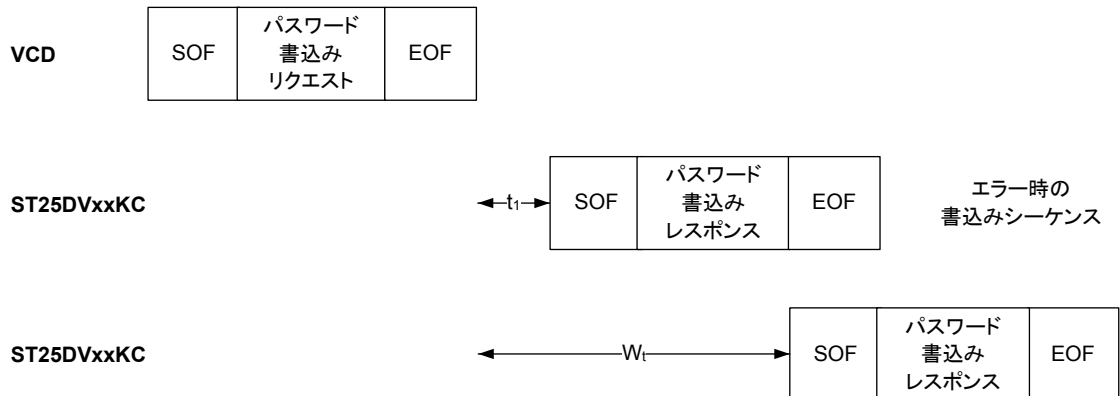 VCD
SOF
パスワード
書込み
リクエスト
EOF
ST25DVxxKC
t1
SOF
パスワード
書込み
レスポンス
EOF
エラー時の
書込みシーケンス
ST25DVxxKC
Wt
SOF
パスワード
書込み
レスポンス
EOF